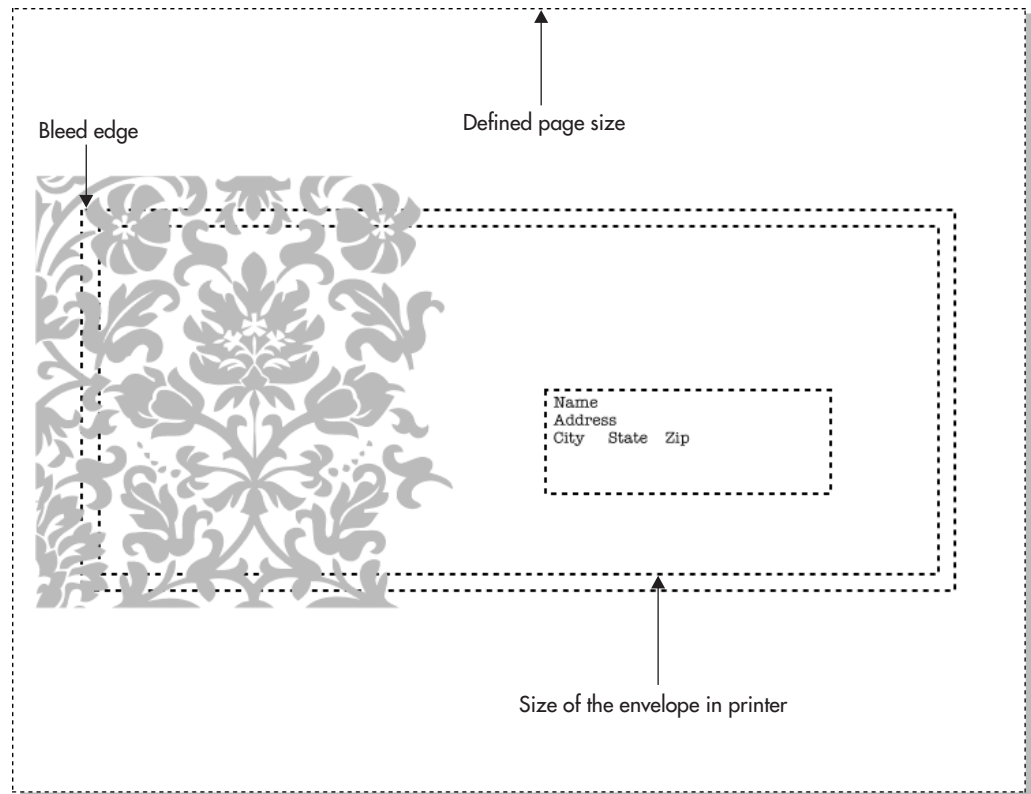 Defined page size
Bleed edge
Name
Address
City State Zip
Size of the envelope in printer